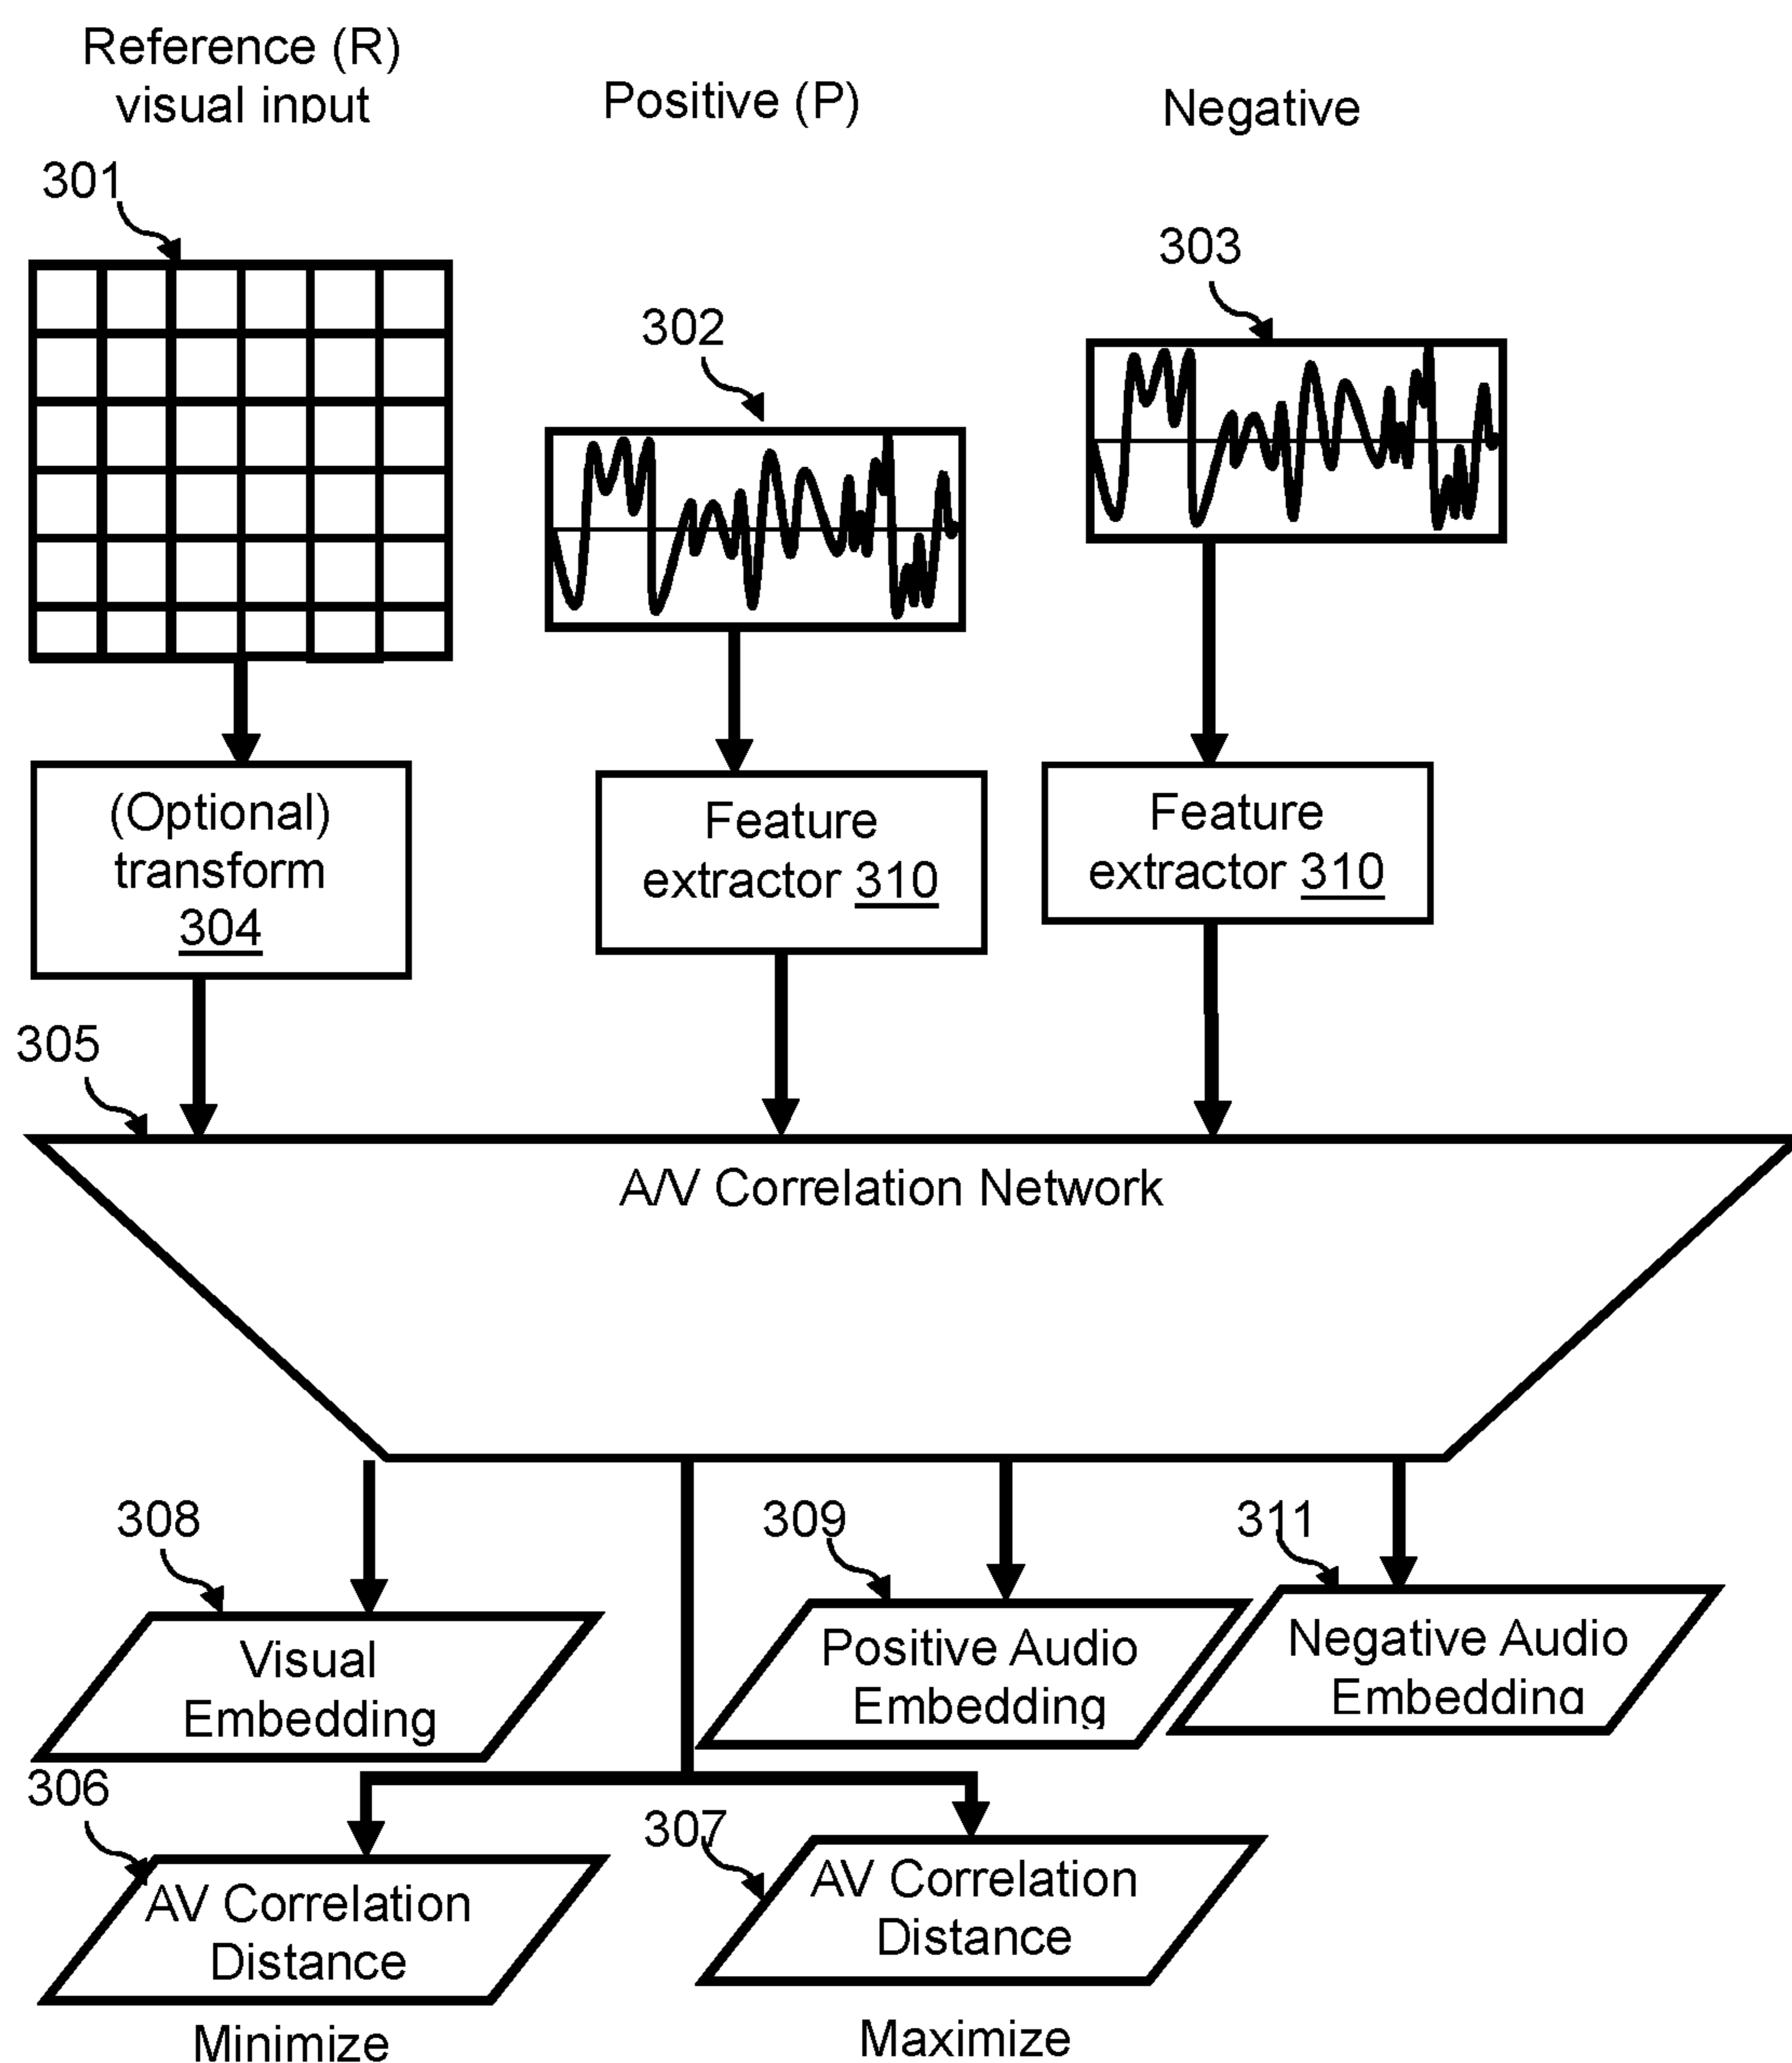 Reference (R)
visual input
Positive (P)
Negative
301
302
303
(Optional)
transform
304
Feature
extractor 310
Feature
extractor 310
305
A/V Correlation Network
308
309
311
Visual
Embedding
Positive Audio
Embedding
Negative Audio
Embedding
306
307
AV Correlation
Distance
AV Correlation
Distance
Minimize
Maximize